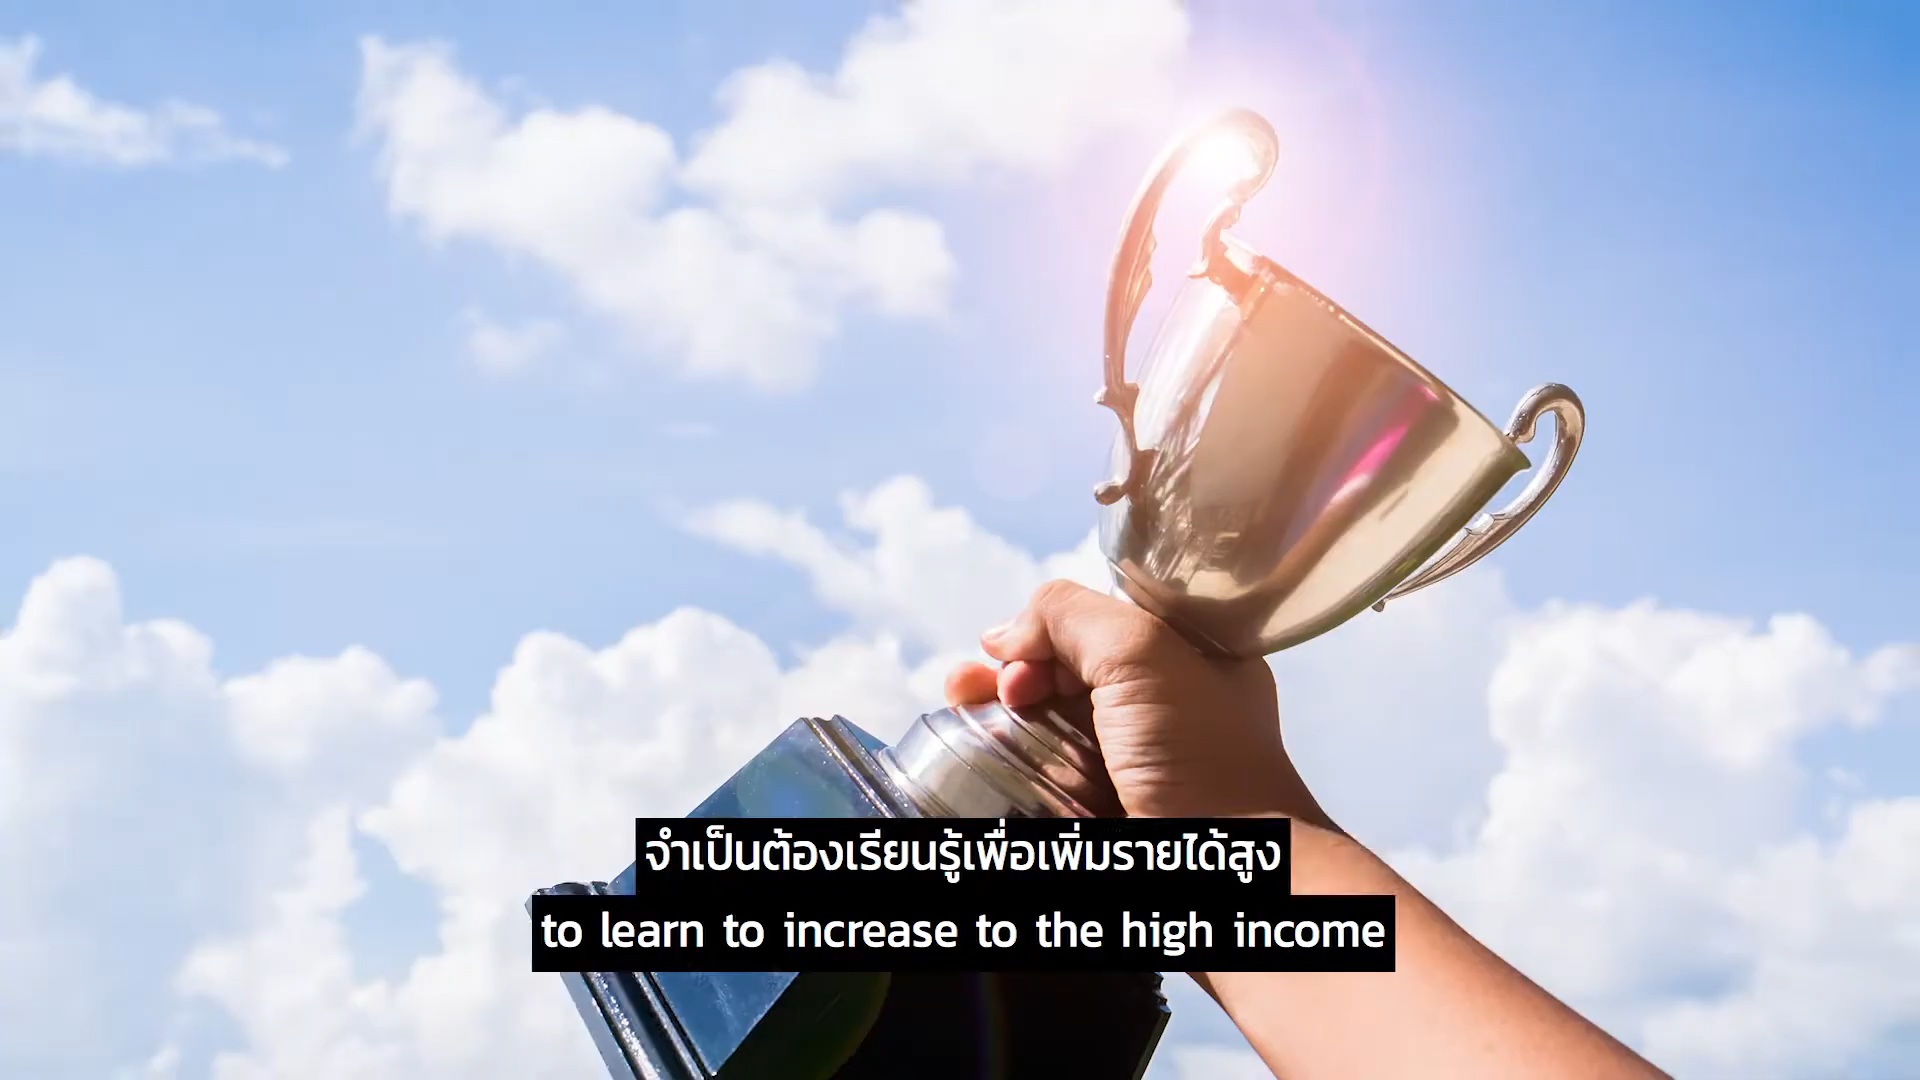 จำเป็นต้องเรียนรู้เพื่อเพิ่มรายได้สูง
to learn to increase to the high income